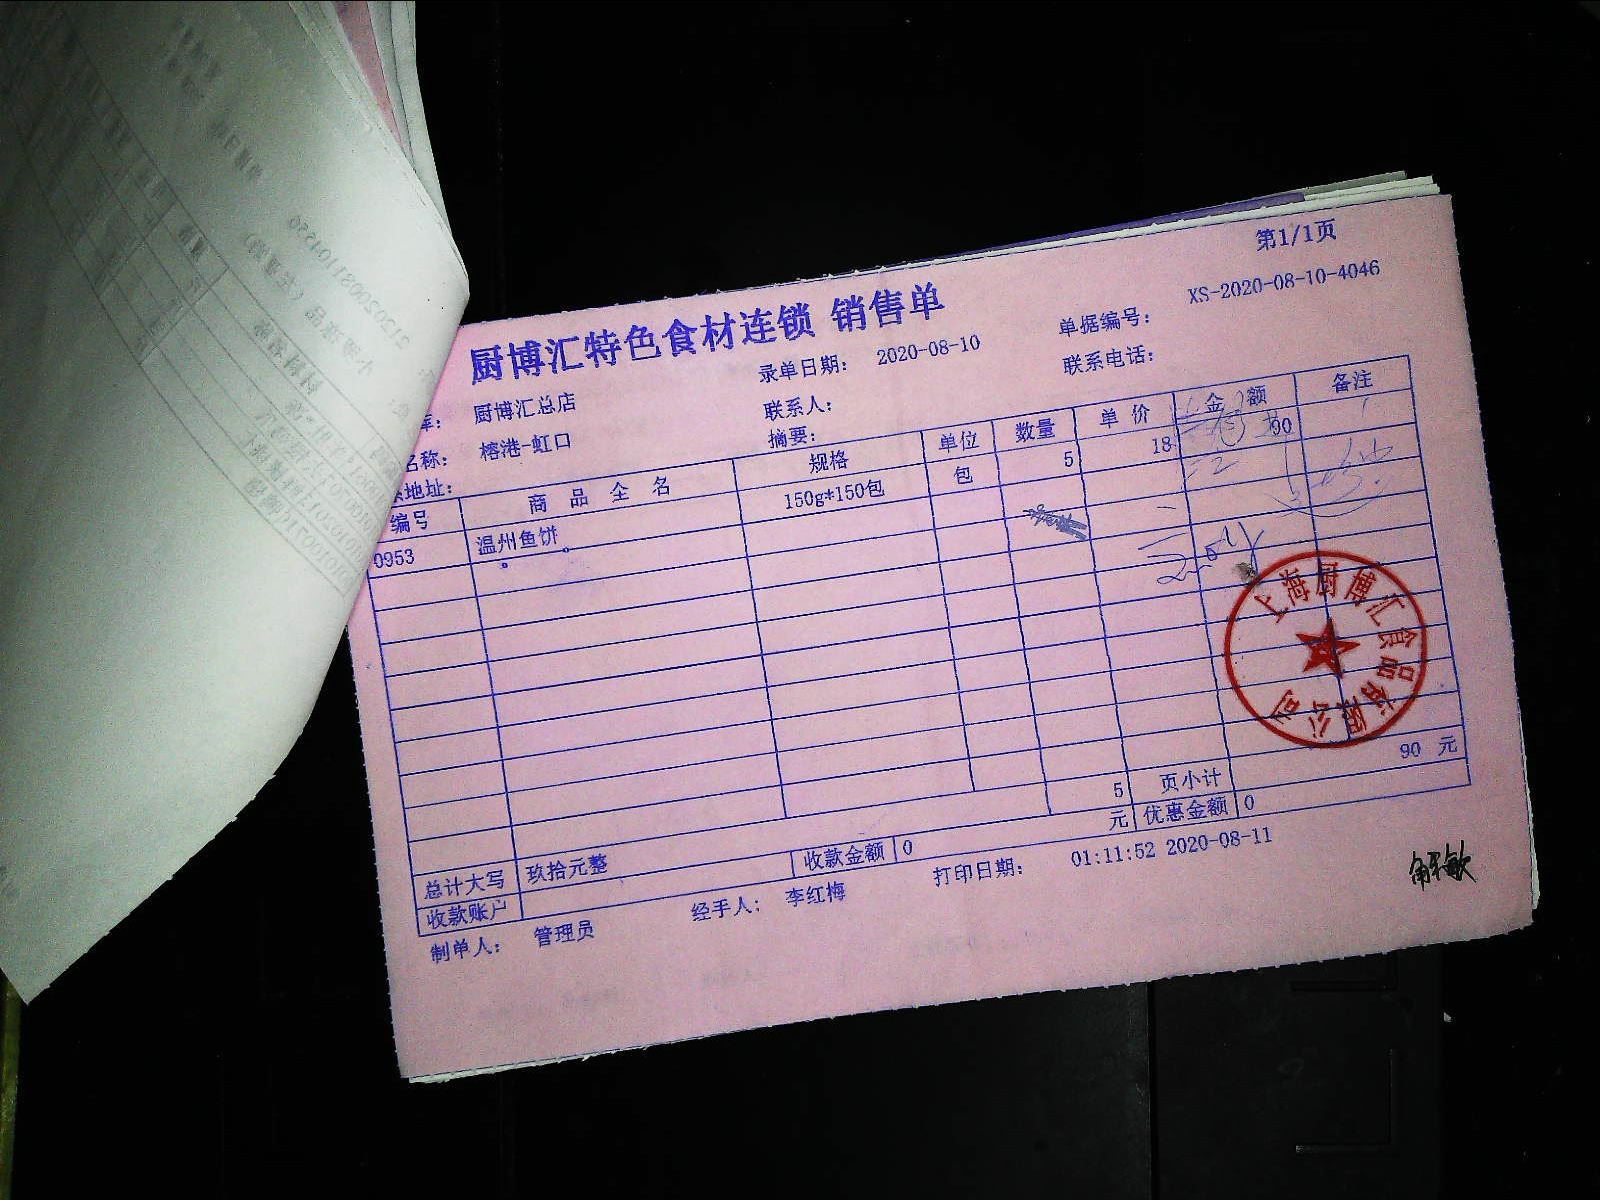 第1/1页
厨博汇特色食材连锁 销售单
XS-2020-08-10-4046
库: 厨博汇总店 录单日期: 2020-08-10 单据编号:
名称: 榕港-虹口 联系人: 联系电话:
地址: 摘要:
编号 商品全名 规格 单位 数量 单价 金额 备注
0953 温州鱼饼 150g*150包 包 5 18 90
上海厨博汇食品有限公司
5 页小计 90 元
总计大写 玖拾元整 收款金额 0 元 优惠金额 0
收款账户
制单人: 管理员 经手人: 李红梅 打印日期: 01:11:52 2020-08-11